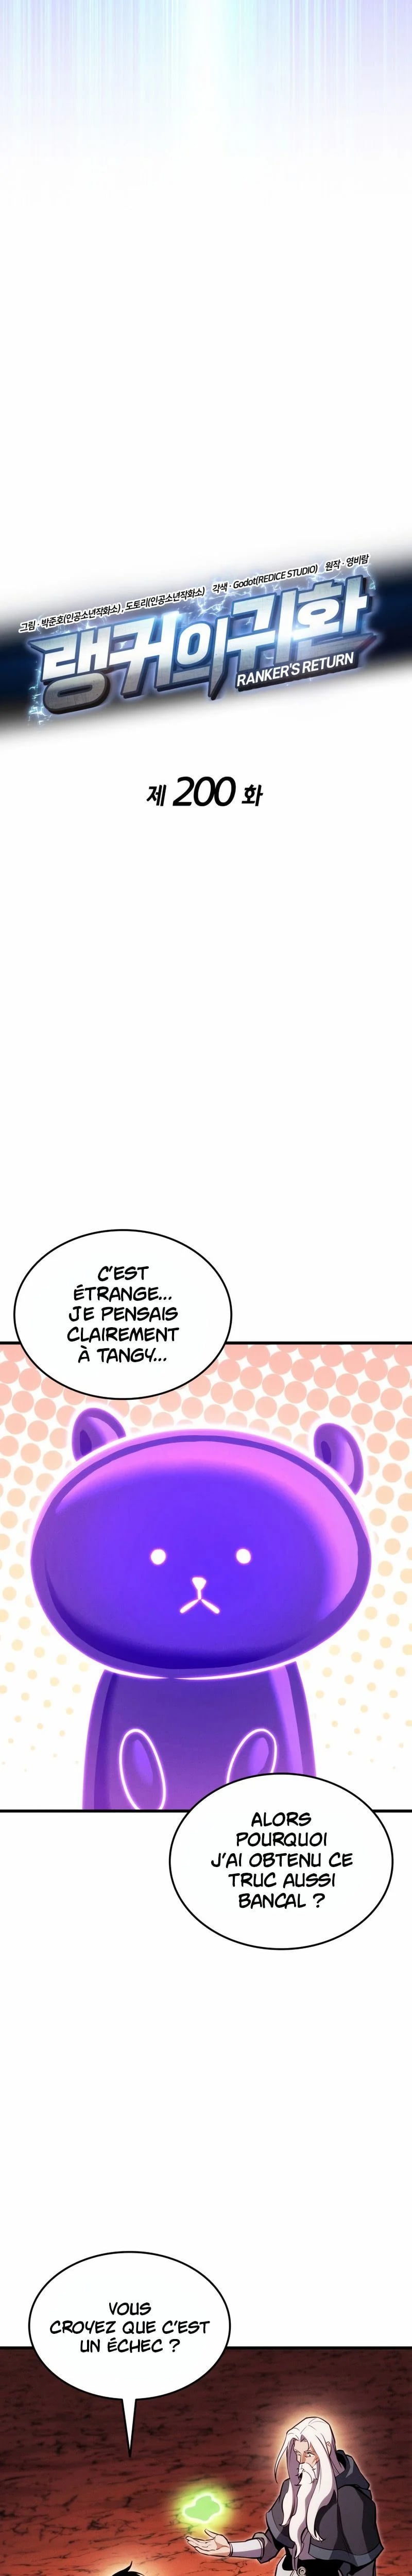 그림 · 박준호(인공소년작화소), 도토리(인공소년작화소) 각색 · Godot(REDICE STUDIO) 원작 · 영비람
랭커의 귀환
RANKER'S RETURN
제 200 화
C'EST
ÉTRANGE...
JE PENSAIS
CLAIREMENT
À TANGY...
ALORS
POURQUOI
J'AI OBTENU CE
TRUC AUSSI
BANCAL ?
VOUS
CROYEZ QUE C'EST
UN ÉCHEC ?